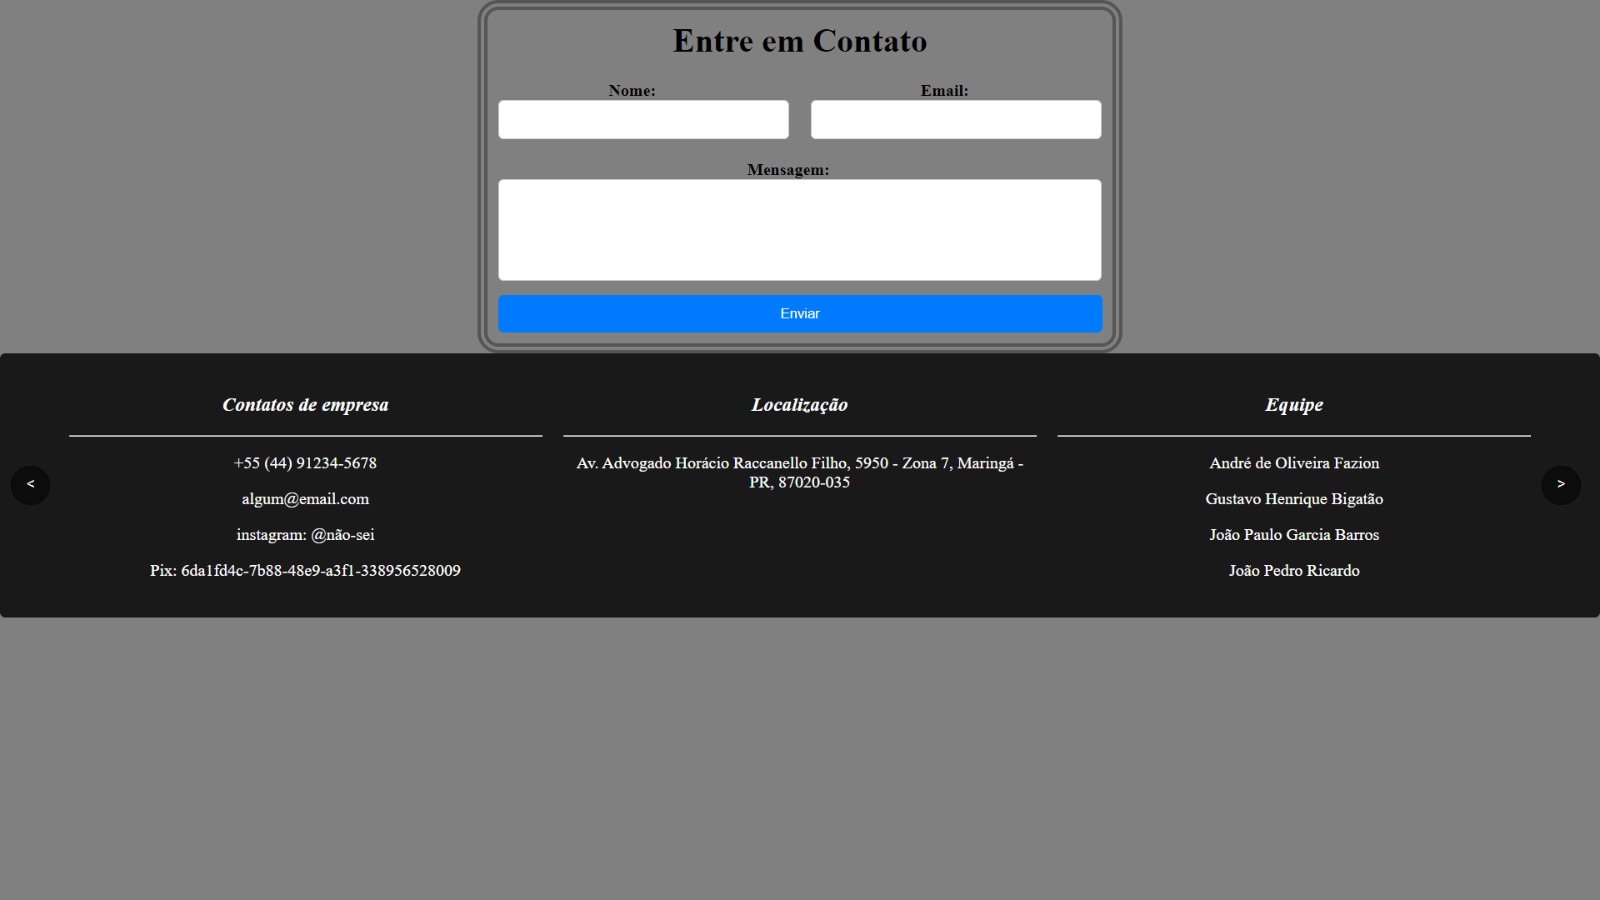 Entre em Contato
Nome:
Email:
Mensagem:
Enviar
Contatos de empresa
+55 (44) 91234-5678
algum@email.com
instagram: @não-sei
Pix: 6da1fd4c-7b88-48e9-a3f1-338956528009
Localização
Av. Advogado Horácio Raccanello Filho, 5950 - Zona 7, Maringá -
PR, 87020-035
Equipe
André de Oliveira Fazion
Gustavo Henrique Bigatão
João Paulo Garcia Barros
João Pedro Ricardo
<
>